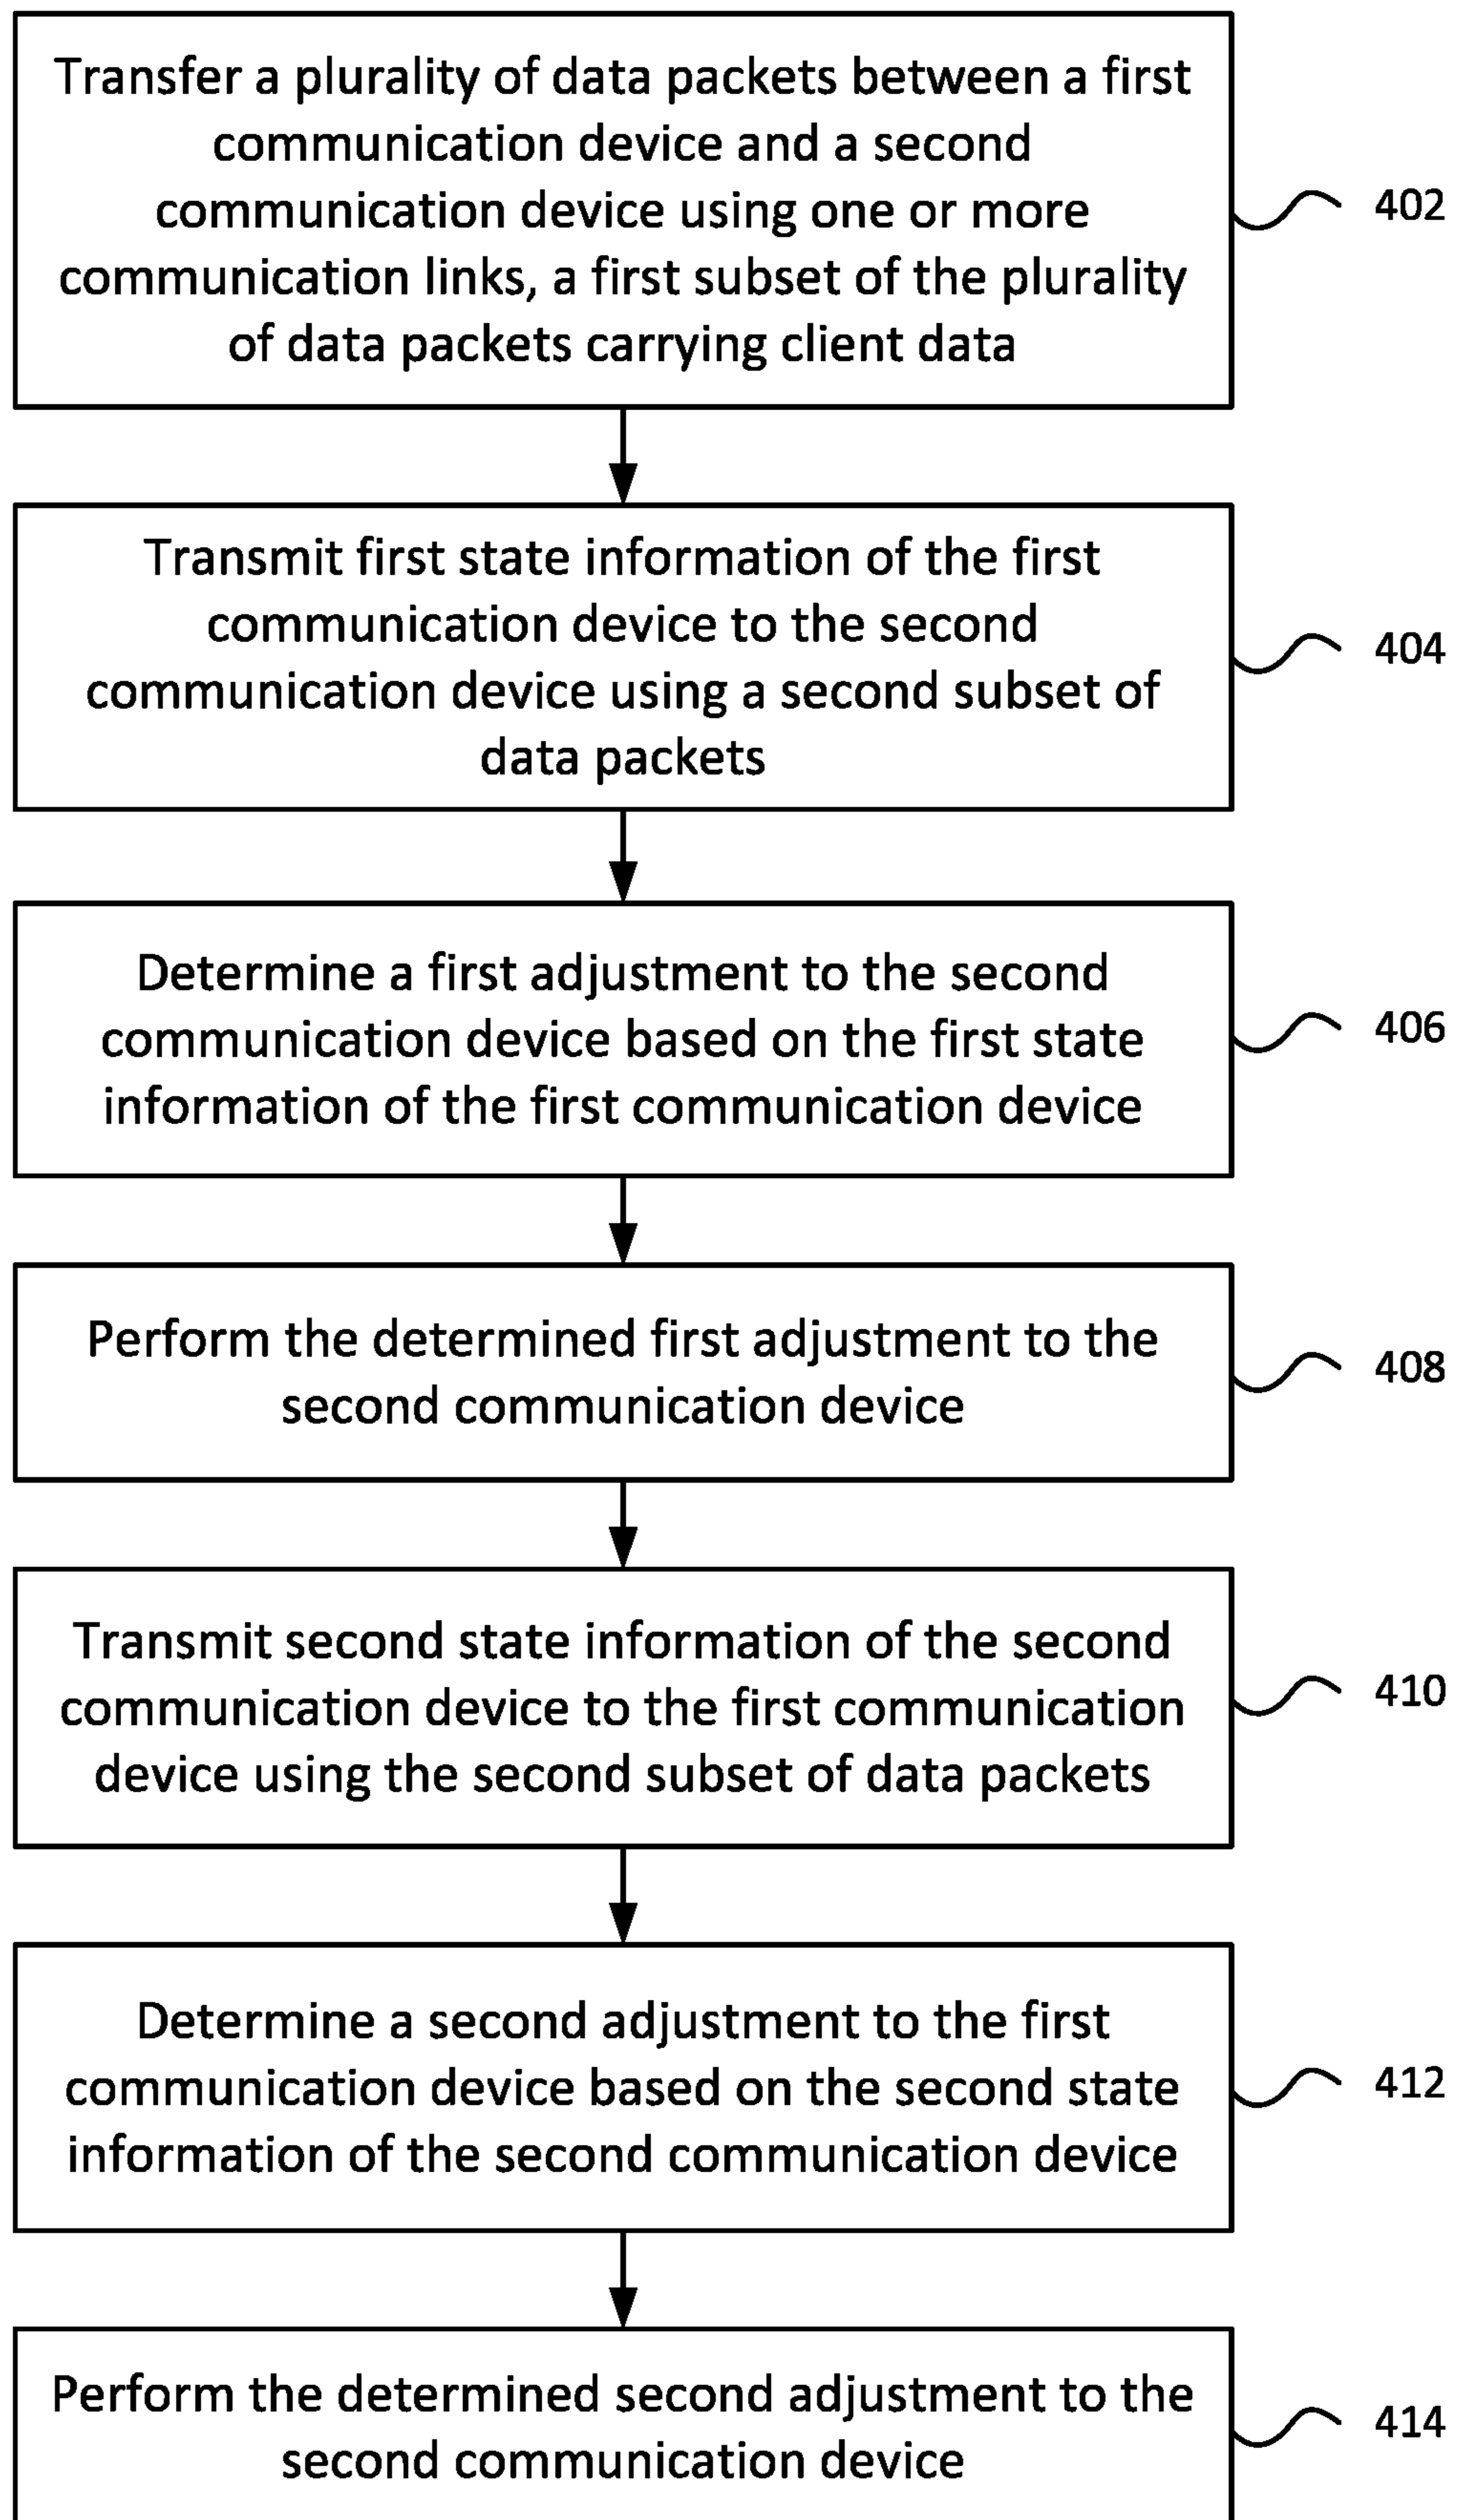 Transfer a plurality of data packets between a first
communication device and a second
communication device using one or more
communication links, a first subset of the plurality
of data packets carrying client data
402
Transmit first state information of the first
communication device to the second
communication device using a second subset of
data packets
404
Determine a first adjustment to the second
communication device based on the first state
information of the first communication device
406
Perform the determined first adjustment to the
second communication device
408
Transmit second state information of the second
communication device to the first communication
device using the second subset of data packets
410
Determine a second adjustment to the first
communication device based on the second state
information of the second communication device
412
Perform the determined second adjustment to the
second communication device
414